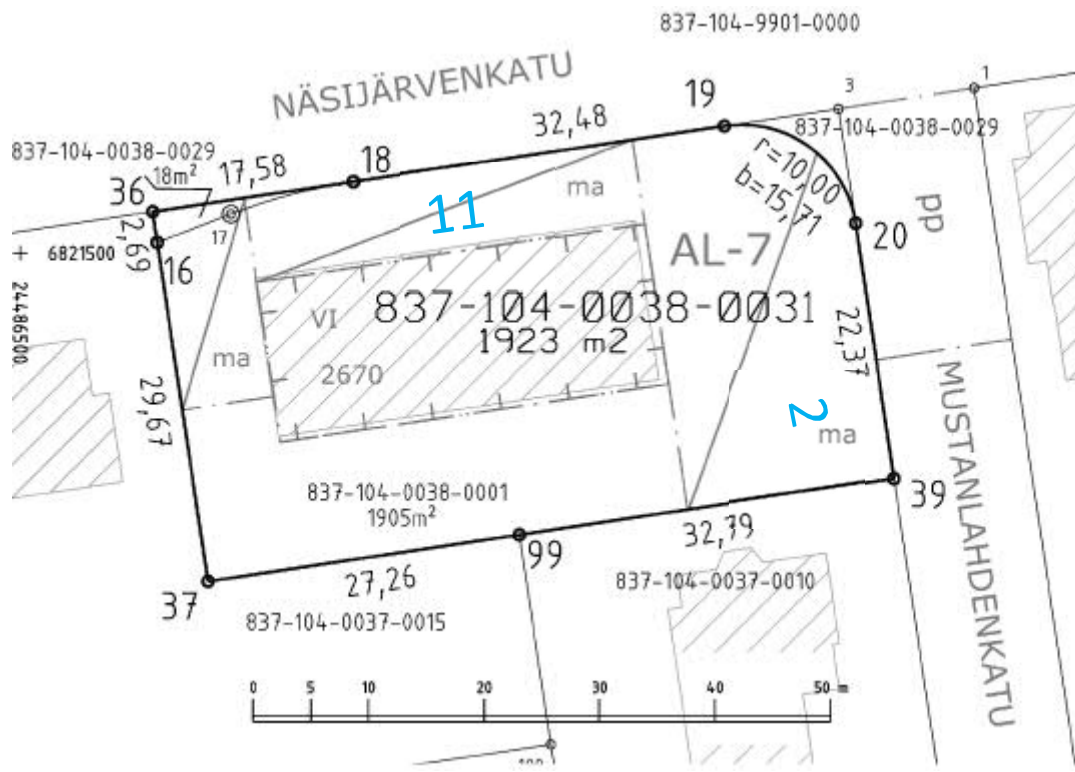 837-104-9901-0000
NÄSIJÄRVENKATU
3
1
19
32,48
837-104-0038-0029
837-104-0038-0029
18m²
17,58
18
r=10,00
b=15,71
36
ma
11
pp
17
2,69
16
6821500
AL-7
20
24486500
VI
837-104-0038-0031
1923 m2
22,37
ma
2670
29,67
2
ma
MUSTANLAHDENKATU
837-104-0038-0001
1905m²
39
32,79
99
27,26
837-104-0037-0010
37
837-104-0037-0015
0 5 10 20 30 40 50 m